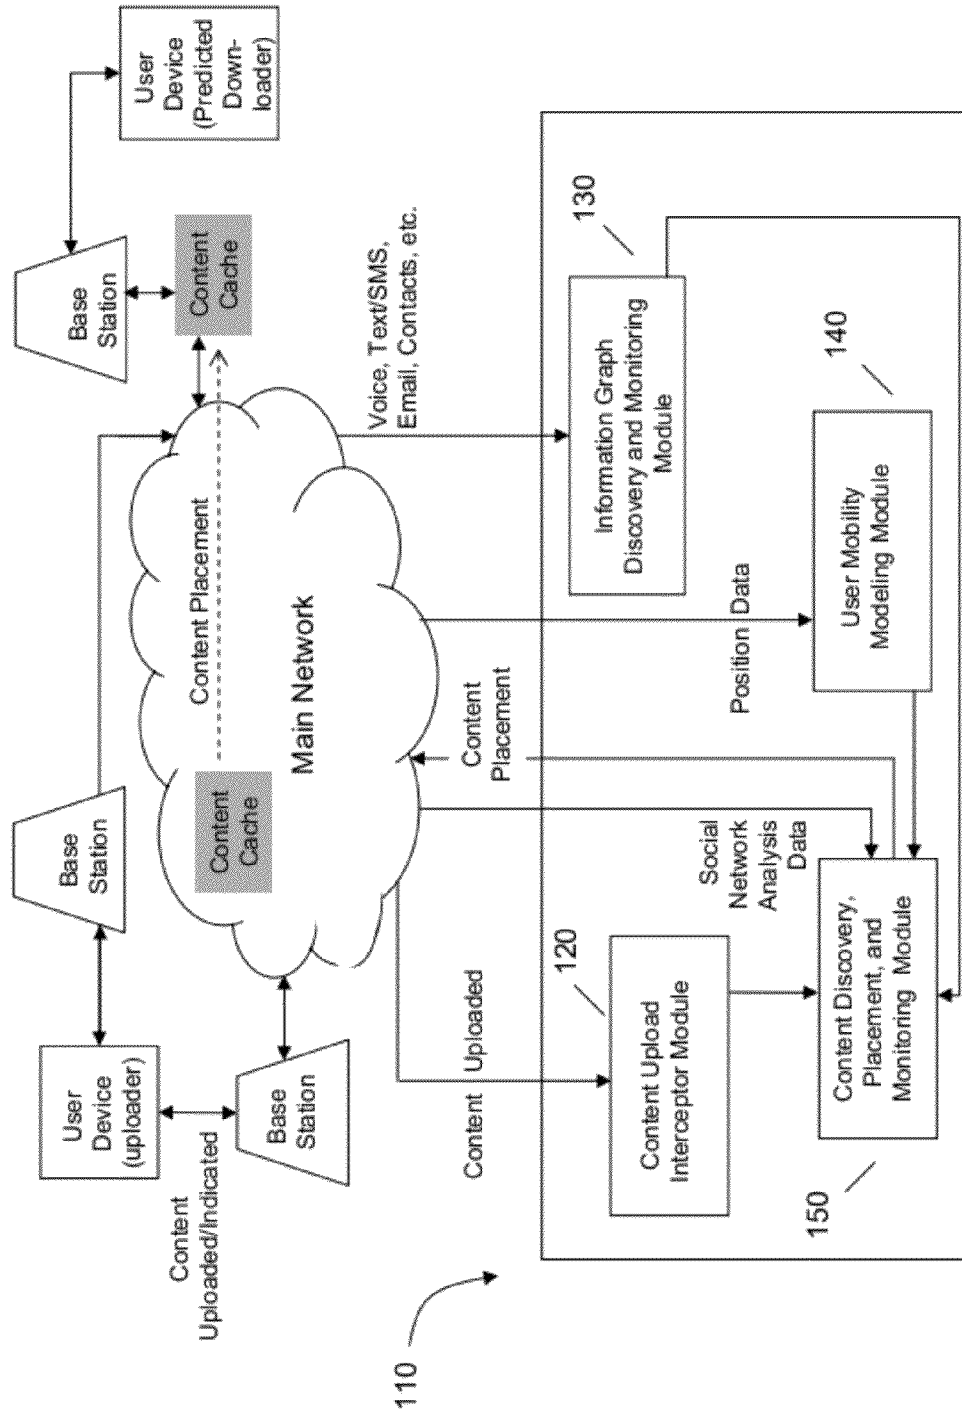 User
Device
(uploader)
Content
Uploaded/Indicated
Base
Station
Base
Station
Base
Station
User
Device
(Predicted
Down-
loader)
Content
Cache
Content Placement
Content
Cache
Main Network
Voice, Text/SMS,
Email, Contacts, etc.
Content Uploaded
Content
Placement
110
120
Content Upload
Interceptor Module
Social
Network
Analysis
Data
Position Data
130
Information Graph
Discovery and Monitoring
Module
140
User Mobility
Modeling Module
150
Content Discovery,
Placement, and
Monitoring Module